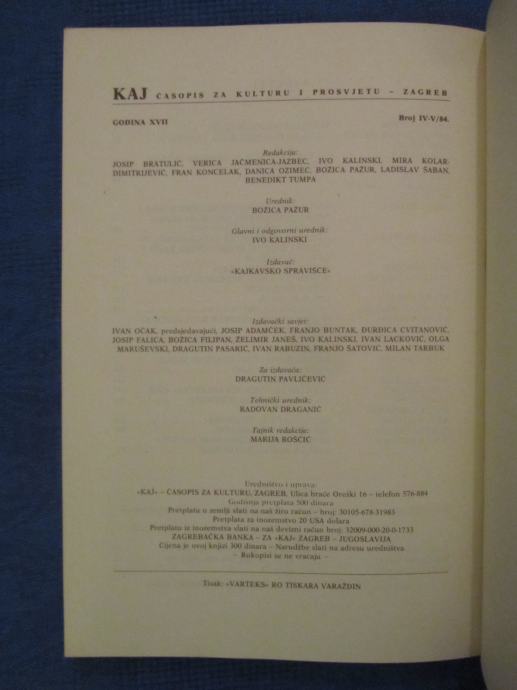 KAJ ČASOPIS ZA KULTURU I PROSVJETU – ZAGREB
GODINA XVII Broj IV-V/84.
Redakcija:
JOSIP BRATULIĆ, VERICA JAČMENICA-JAZBEC, IVO KALINSKI, MIRA KOLAR-
DIMITRIJEVIĆ, FRAN KONCELAK, DANICA OZIMEC, BOŽICA PAŽUR, LADISLAV ŠABAN,
BENEDIKT TUMPA
Urednik:
BOŽICA PAŽUR
Glavni i odgovorni urednik:
IVO KALINSKI
Izdavač:
«KAJKAVSKO SPRAVIŠČE»
Izdavački savjet:
IVAN OČAK, predsjedavajući, JOSIP ADAMČEK, FRANJO BUNTAK, ĐURĐICA CVITANOVIĆ,
JOSIP FALICA, BOŽICA FILIPAN, ŽELIMIR JANEŠ, IVO KALINSKI, IVAN LACKOVIĆ, OLGA
MARUŠEVSKI, DRAGUTIN PASARIĆ, IVAN RABUZIN, FRANJO ŠATOVIĆ, MILAN TARBUK
Za izdavača:
DRAGUTIN PAVLIČEVIĆ
Tehnički urednik:
RADOVAN DRAGANIĆ
Tajnik redakcije:
MARIJA ROŠČIĆ
Uredništvo i uprava:
«KAJ» – ČASOPIS ZA KULTURU, ZAGREB, Ulica braće Oreški 16 – telefon 576-884
Godišnja pretplata 500 dinara
Pretplatu u zemlji slati na naš žiro račun – broj: 30105-678-31983
Pretplata za inozemstvo 20 USA dolara
Pretplatu iz inozemstva slati na naš devizni račun broj: 32009-000-20-0-1733
ZAGREBAČKA BANKA – ZA «KAJ» ZAGREB – JUGOSLAVIJA
Cijena je ovoj knjizi 300 dinara – Narudžbe slati na adresu uredništva
– Rukopisi se ne vraćaju –
Tisak: «VARTEKS» RO TISKARA VARAŽDIN